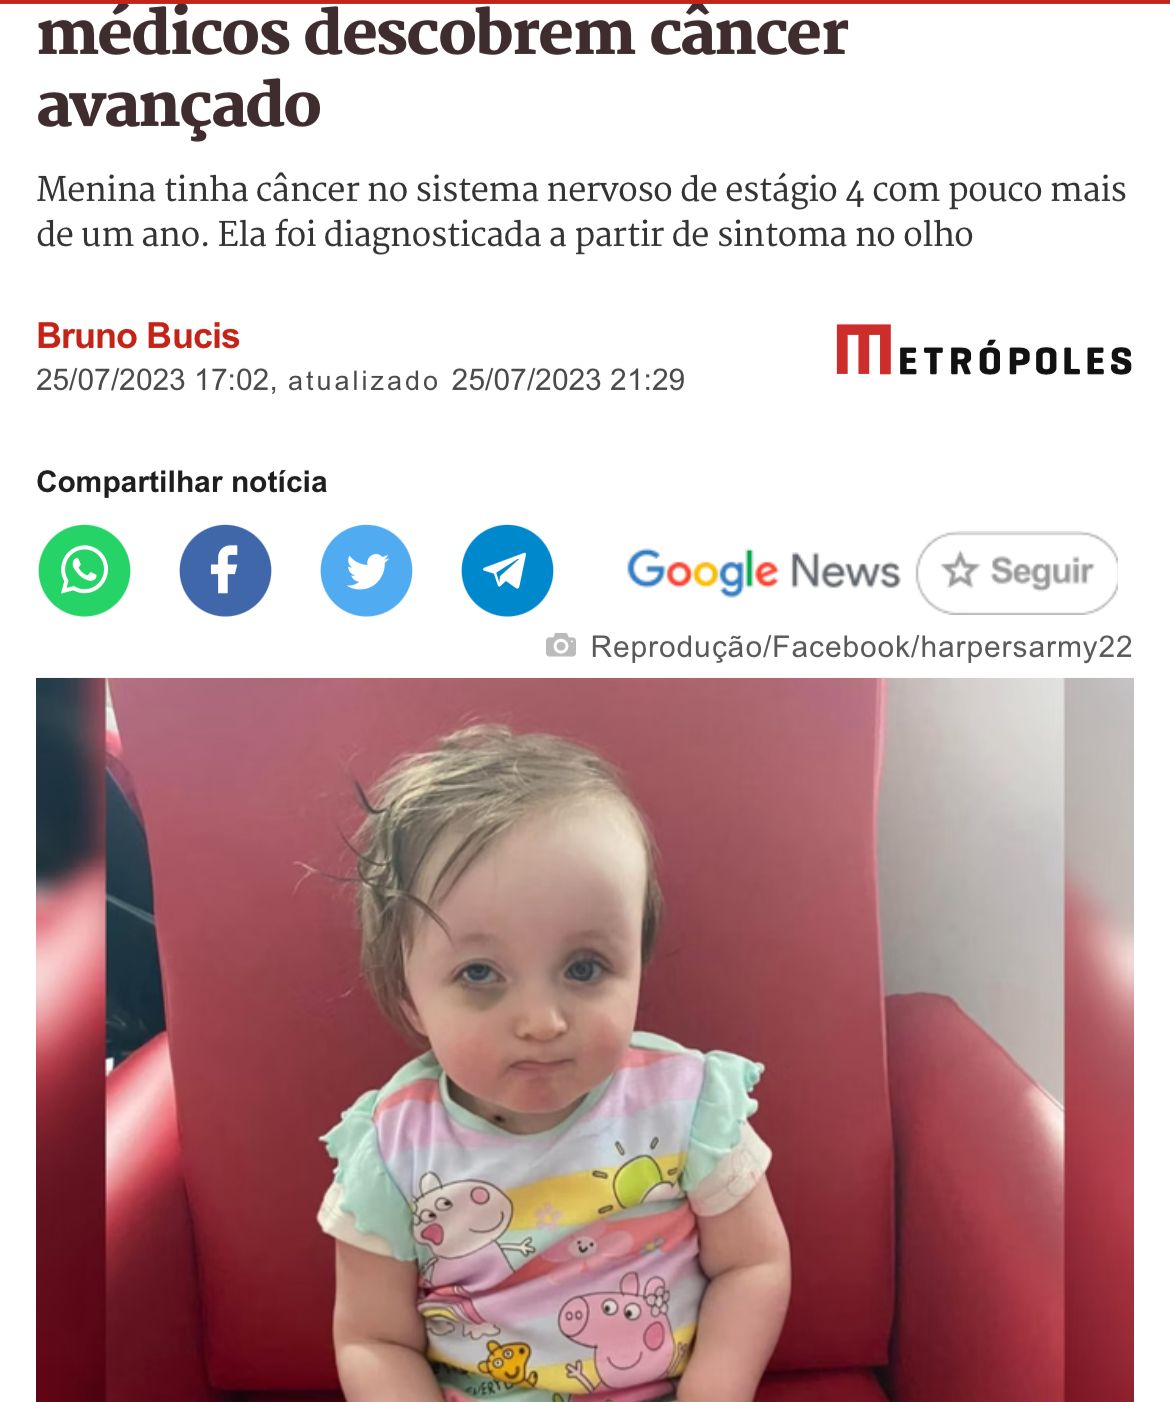 médicos descobrem câncer
avançado
Menina tinha câncer no sistema nervoso de estágio 4 com pouco mais
de um ano. Ela foi diagnosticada a partir de sintoma no olho
Bruno Bucis
25/07/2023 17:02, atualizado 25/07/2023 21:29
METRÓPOLES
Compartilhar notícia
Google News
Seguir
Reprodução/Facebook/harpersarmy22